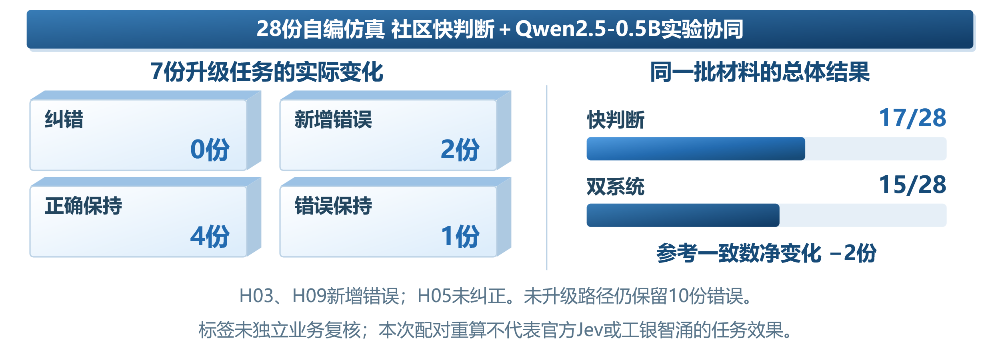 28份自编仿真 社区快判断 + Qwen2.5-0.5B实验协同
7份升级任务的实际变化
纠错
0份
新增错误
2份
正确保持
4份
错误保持
1份
同一批材料的总体结果
快判断
17/28
双系统
15/28
参考一致数净变化 −2份
H03、H09新增错误；H05未纠正。未升级路径仍保留10份错误。
标签未独立业务复核；本次配对重算不代表官方Jev或工银智涌的任务效果。